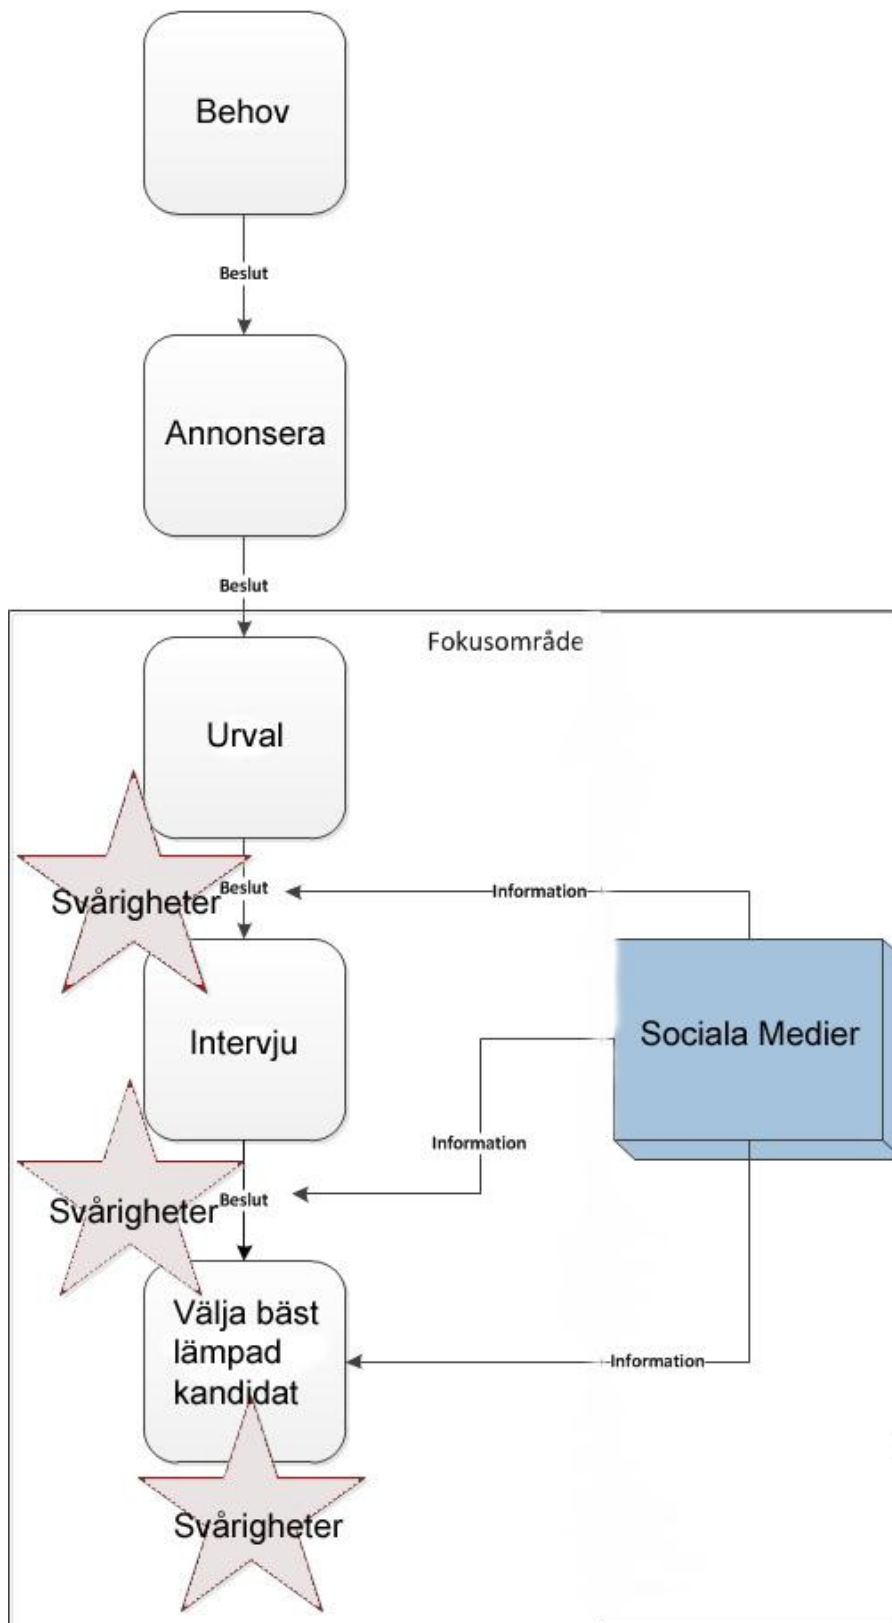 Behov
Beslut
Annonsera
Beslut
Fokusområde
Urval
Svårigheter
Beslut
Information
Intervju
Sociala Medier
Information
Svårigheter
Beslut
Välja bäst
lämpad
kandidat
Information
Svårigheter